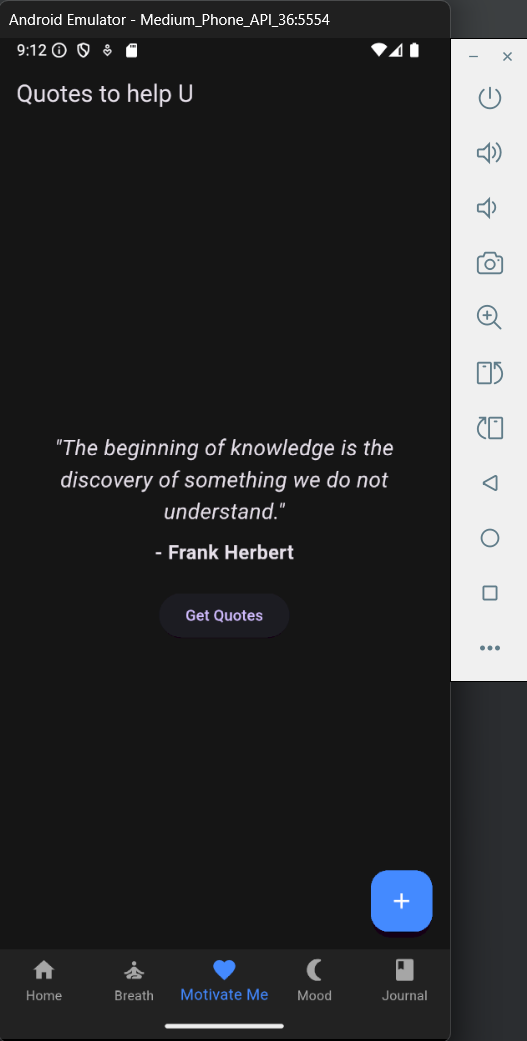 Android Emulator - Medium_Phone_API_36:5554
9:12
Quotes to help U
"The beginning of knowledge is the
discovery of something we do not
understand."
- Frank Herbert
Get Quotes
+
Home Breath Motivate Me Mood Journal